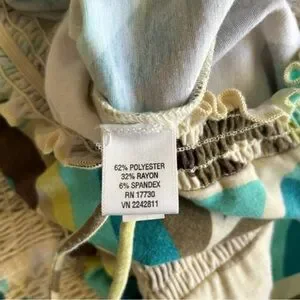 62% POLYESTER
32% RAYON
6% SPANDEX
RN 17730
VN 2242811